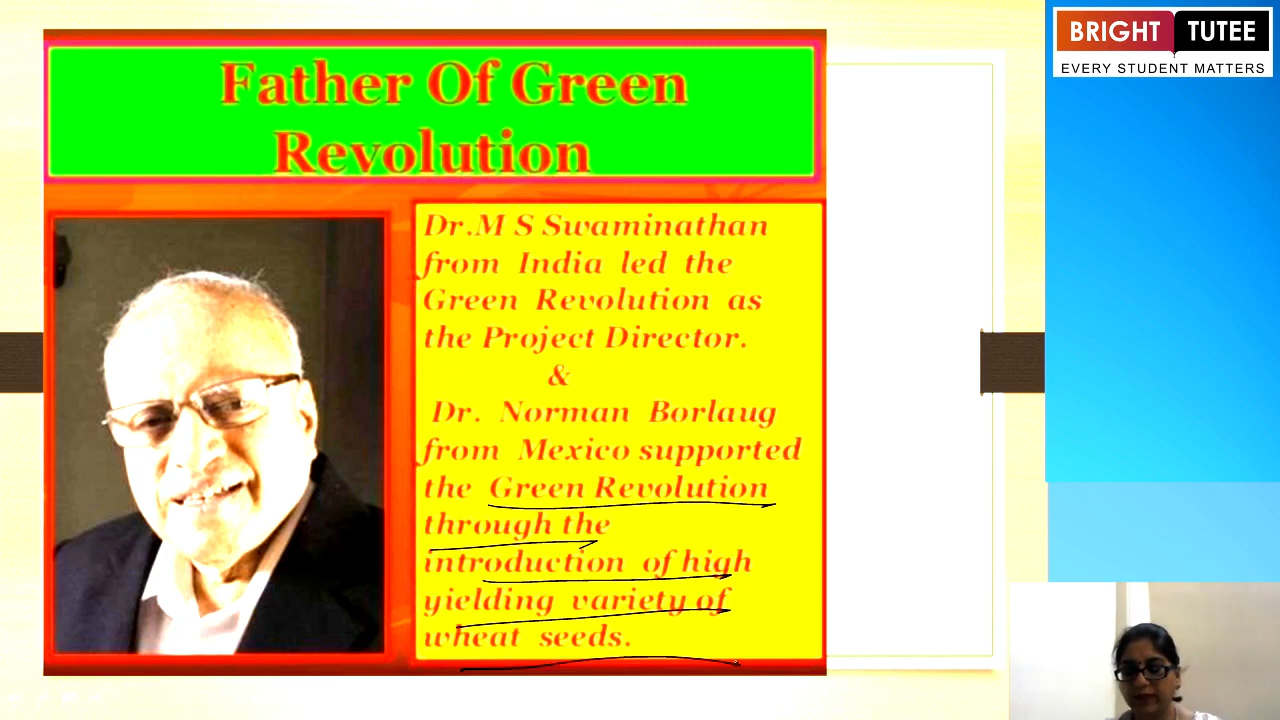 BRIGHT TUTEE
EVERY STUDENT MATTERS
Father Of Green
Revolution
Dr.M S Swaminathan
from India led the
Green Revolution as
the Project Director.
&
Dr. Norman Borlaug
from Mexico supported
the Green Revolution
through the
introduction of high
yielding variety of
wheat seeds.